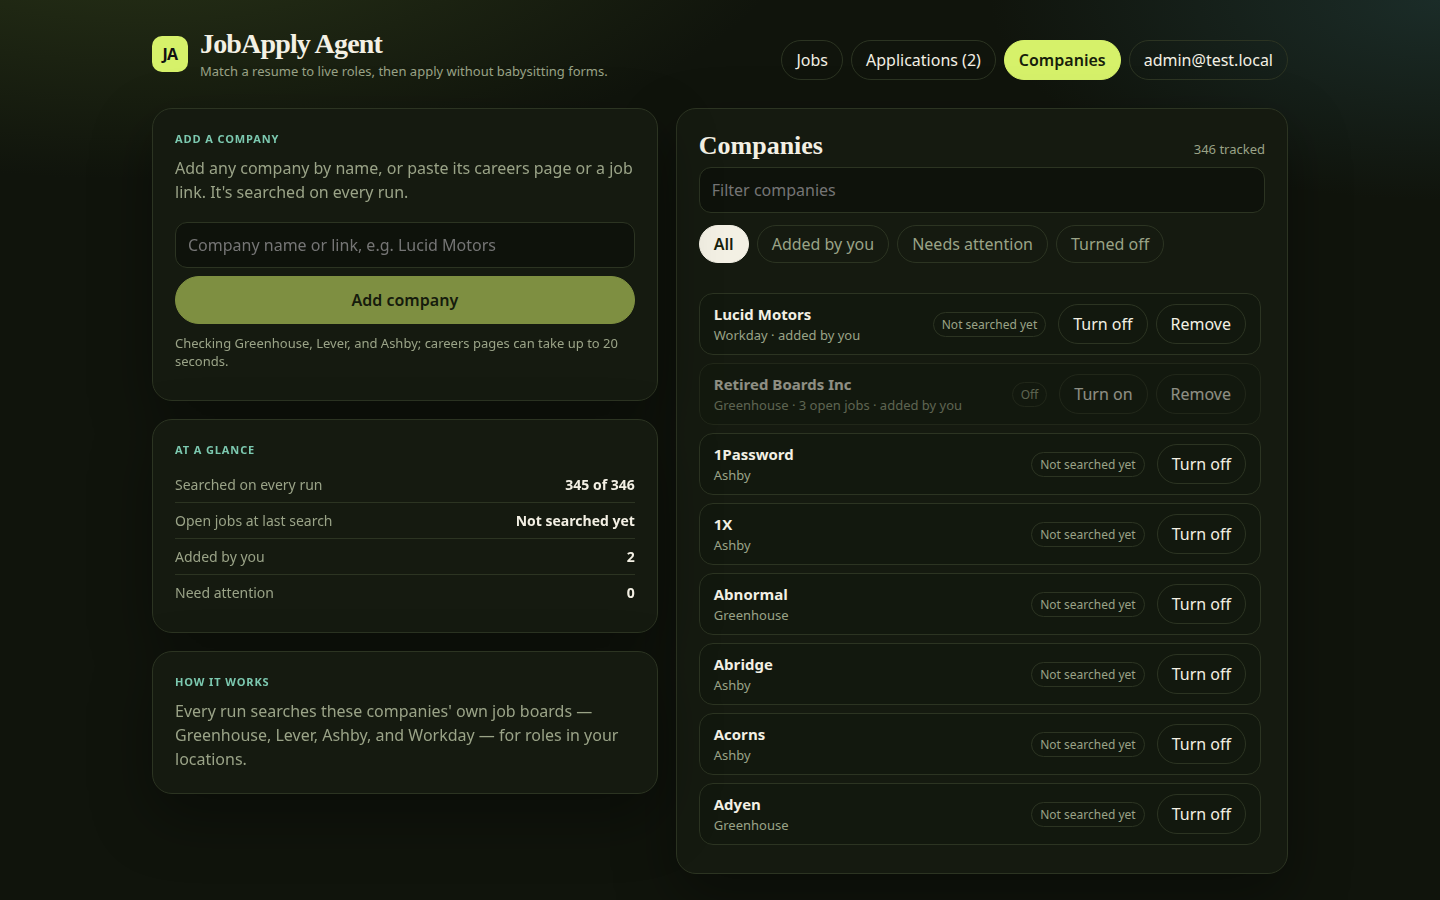 JA
JobApply Agent
Match a resume to live roles, then apply without babysitting forms.
Jobs
Applications (2)
Companies
admin@test.local
ADD A COMPANY
Add any company by name, or paste its careers page or a job
link. It's searched on every run.
Company name or link, e.g. Lucid Motors
Add company
Checking Greenhouse, Lever, and Ashby; careers pages can take up to 20
seconds.
AT A GLANCE
Searched on every run 345 of 346
Open jobs at last search Not searched yet
Added by you 2
Need attention 0
HOW IT WORKS
Every run searches these companies' own job boards —
Greenhouse, Lever, Ashby, and Workday — for roles in your
locations.
Companies
346 tracked
Filter companies
All Added by you Needs attention Turned off
Lucid Motors
Workday · added by you
Not searched yet Turn off Remove
Retired Boards Inc
Greenhouse · 3 open jobs · added by you
Off Turn on Remove
1Password
Ashby
Not searched yet Turn off
1X
Ashby
Not searched yet Turn off
Abnormal
Greenhouse
Not searched yet Turn off
Abridge
Ashby
Not searched yet Turn off
Acorns
Ashby
Not searched yet Turn off
Adyen
Greenhouse
Not searched yet Turn off